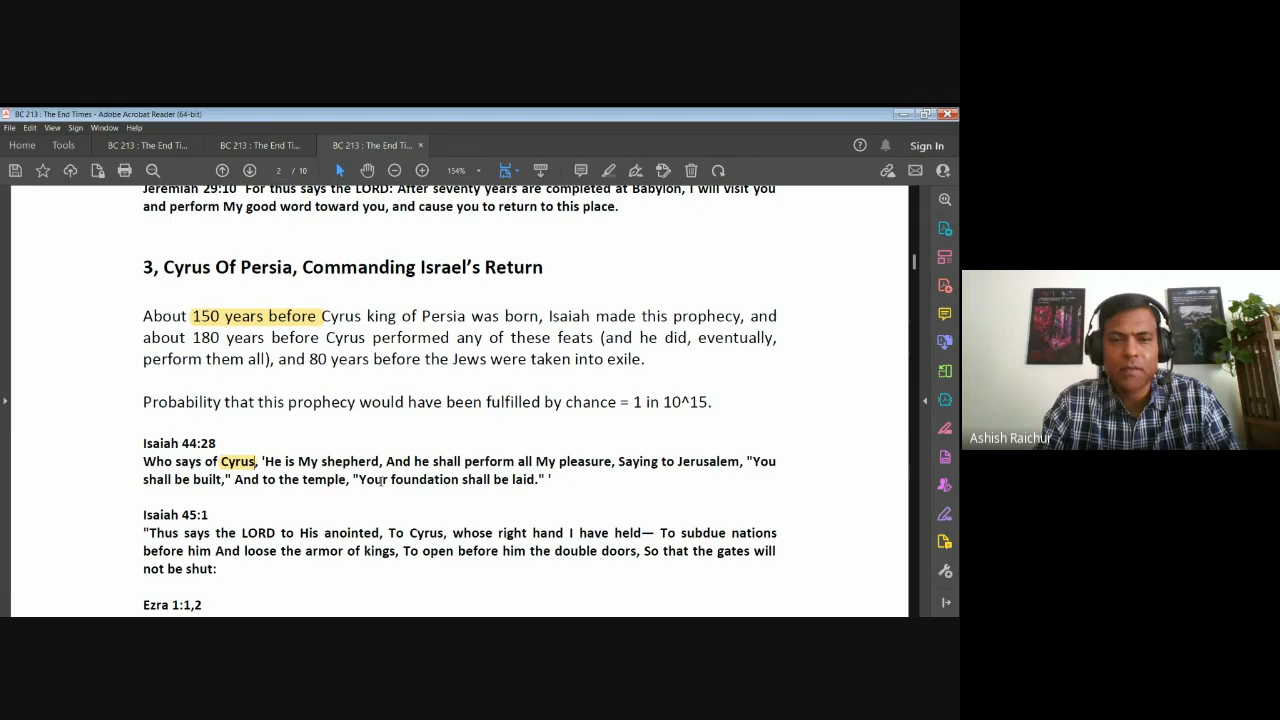 BC 213 : The End Times - Adobe Acrobat Reader (64-bit)
File Edit View Sign Window Help
Home Tools BC 213 : The End Ti... BC 213 : The End Ti... BC 213 : The End Ti... × Sign In
2 / 10 154%
Jeremiah 29:10 For thus says the LORD: After seventy years are completed at Babylon, I will visit you
and perform My good word toward you, and cause you to return to this place.
3, Cyrus Of Persia, Commanding Israel's Return
About 150 years before Cyrus king of Persia was born, Isaiah made this prophecy, and
about 180 years before Cyrus performed any of these feats (and he did, eventually,
perform them all), and 80 years before the Jews were taken into exile.
Probability that this prophecy would have been fulfilled by chance = 1 in 10^15.
Isaiah 44:28
Who says of Cyrus, 'He is My shepherd, And he shall perform all My pleasure, Saying to Jerusalem, "You
shall be built," And to the temple, "Your foundation shall be laid." '
Isaiah 45:1
"Thus says the LORD to His anointed, To Cyrus, whose right hand I have held— To subdue nations
before him And loose the armor of kings, To open before him the double doors, So that the gates will
not be shut:
Ezra 1:1,2
Ashish Raichur